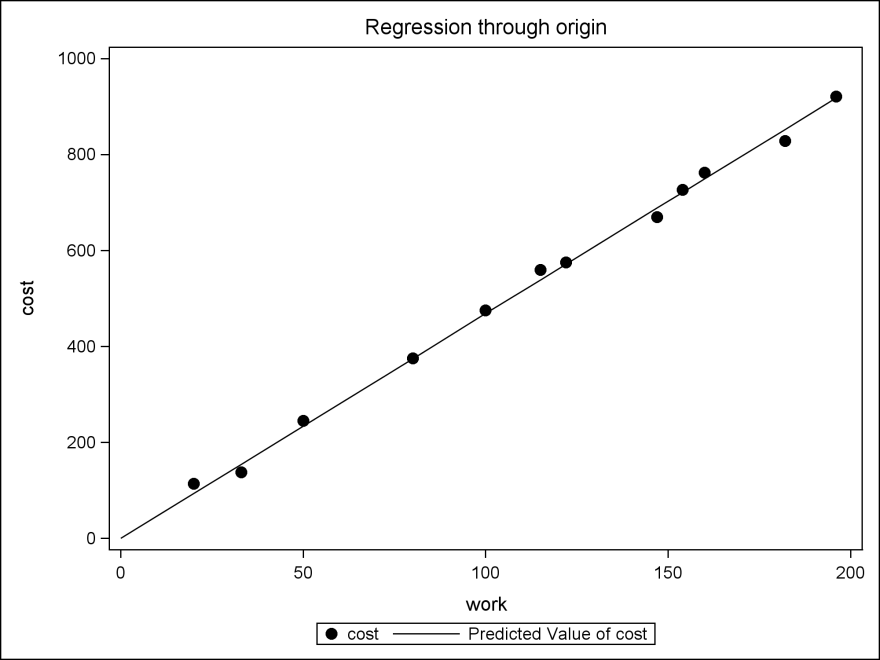 Regression through origin
1000
800
600
400
200
0
cost
0 50 100 150 200
work
cost Predicted Value of cost